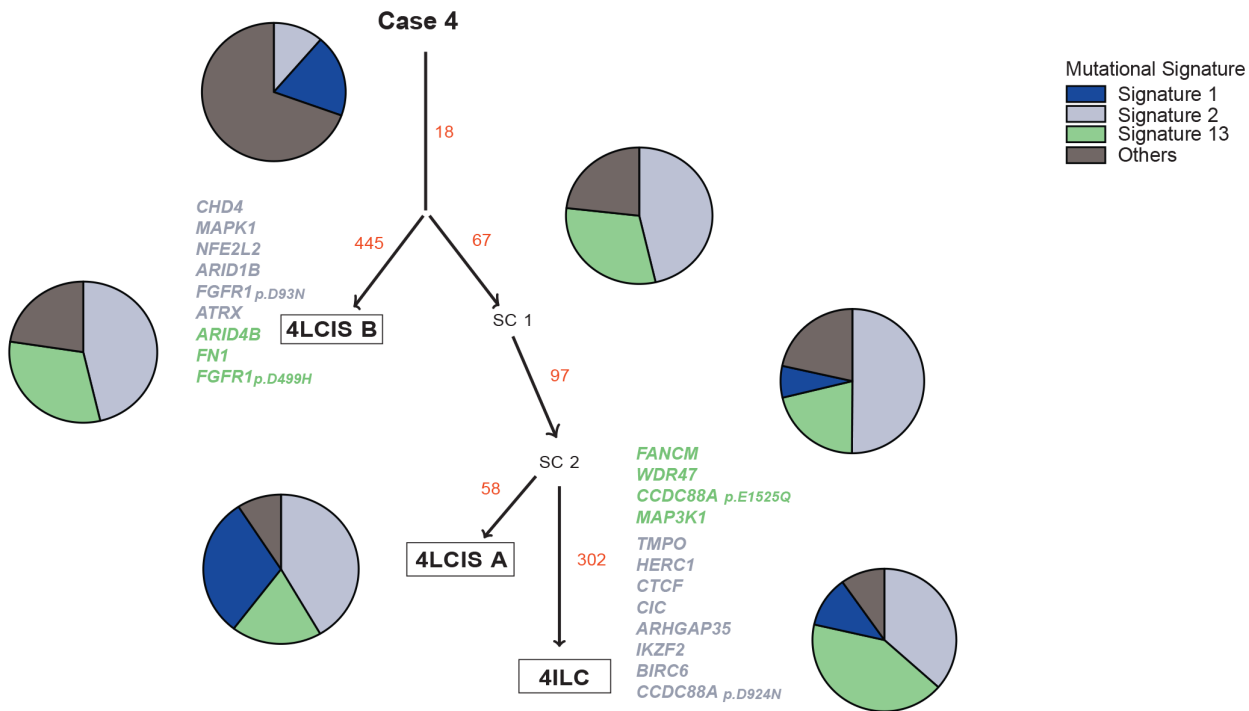 Case 4
Mutational Signature
Signature 1
Signature 2
Signature 13
Others
18
CHD4
MAPK1
NFE2L2
ARID1B
FGFR1 p.D93N
ATRX
ARID4B
FN1
FGFR1 p.D499H
445
67
4LCIS B
SC 1
97
SC 2
58
4LCIS A
302
4ILC
FANCM
WDR47
CCDC88A p.E1525Q
MAP3K1
TMPO
HERC1
CTCF
CIC
ARHGAP35
IKZF2
BIRC6
CCDC88A p.D924N